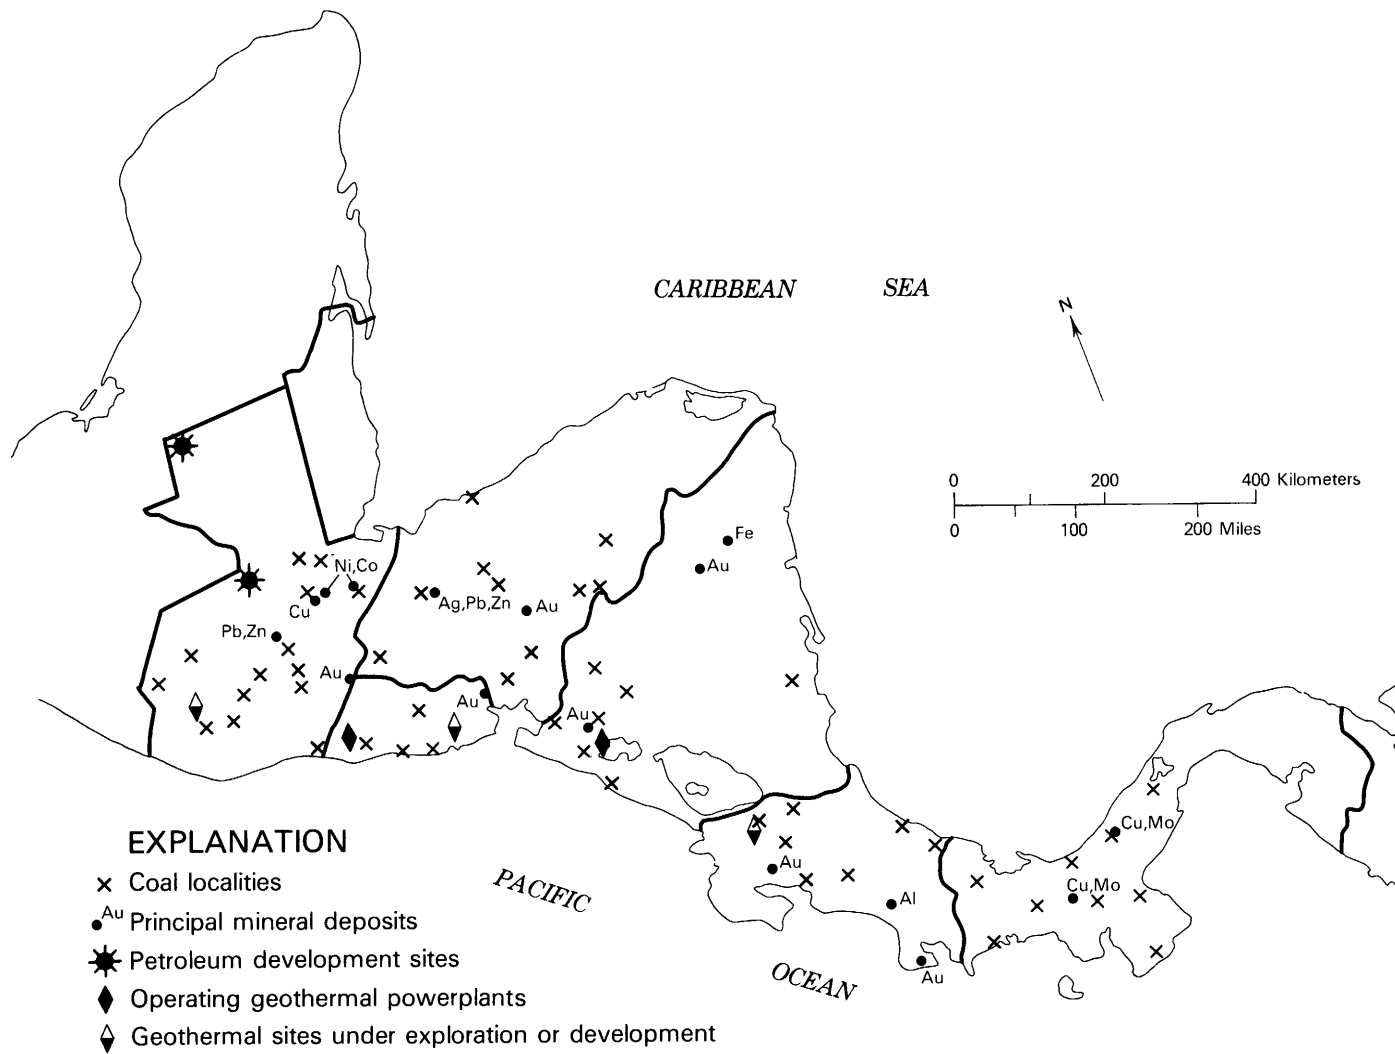 CARIBBEAN SEA
N
0 200 400 Kilometers
0 100 200 Miles
Fe
Au
Ni,Co
Cu
Ag,Pb,Zn
Au
Pb,Zn
Au
Au
Au
Cu,Mo
Au
Cu,Mo
Al
Au
PACIFIC
OCEAN
EXPLANATION
Coal localities
Au Principal mineral deposits
Petroleum development sites
Operating geothermal powerplants
Geothermal sites under exploration or development